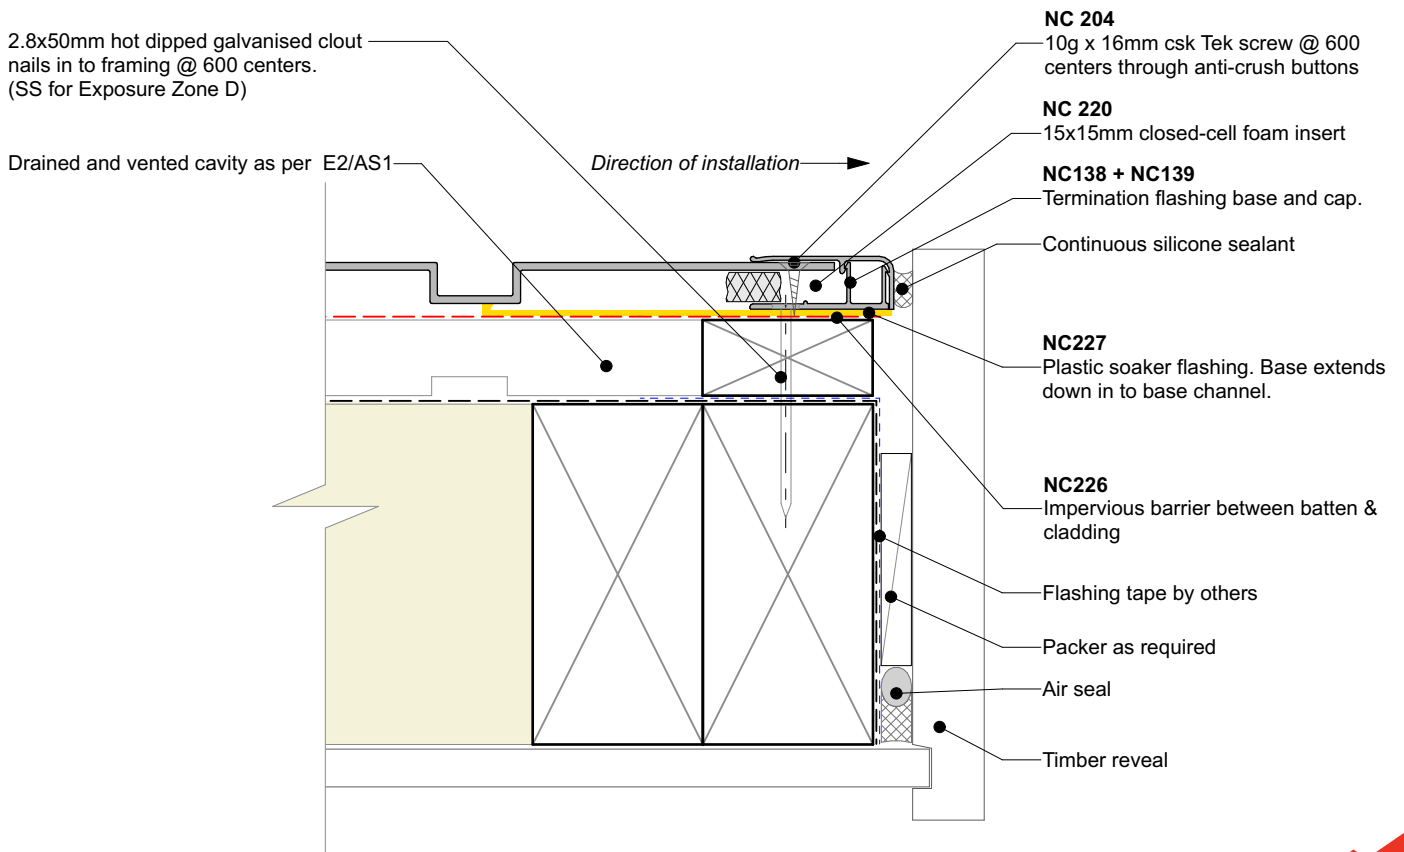 2.8x50mm hot dipped galvanised clout
nails in to framing @ 600 centers.
(SS for Exposure Zone D)
Drained and vented cavity as per E2/AS1
Direction of installation
NC 204
10g x 16mm csk Tek screw @ 600
centers through anti-crush buttons
NC 220
15x15mm closed-cell foam insert
NC138 + NC139
Termination flashing base and cap.
Continuous silicone sealant
NC227
Plastic soaker flashing. Base extends
down in to base channel.
NC226
Impervious barrier between batten &
cladding
Flashing tape by others
Packer as required
Air seal
Timber reveal